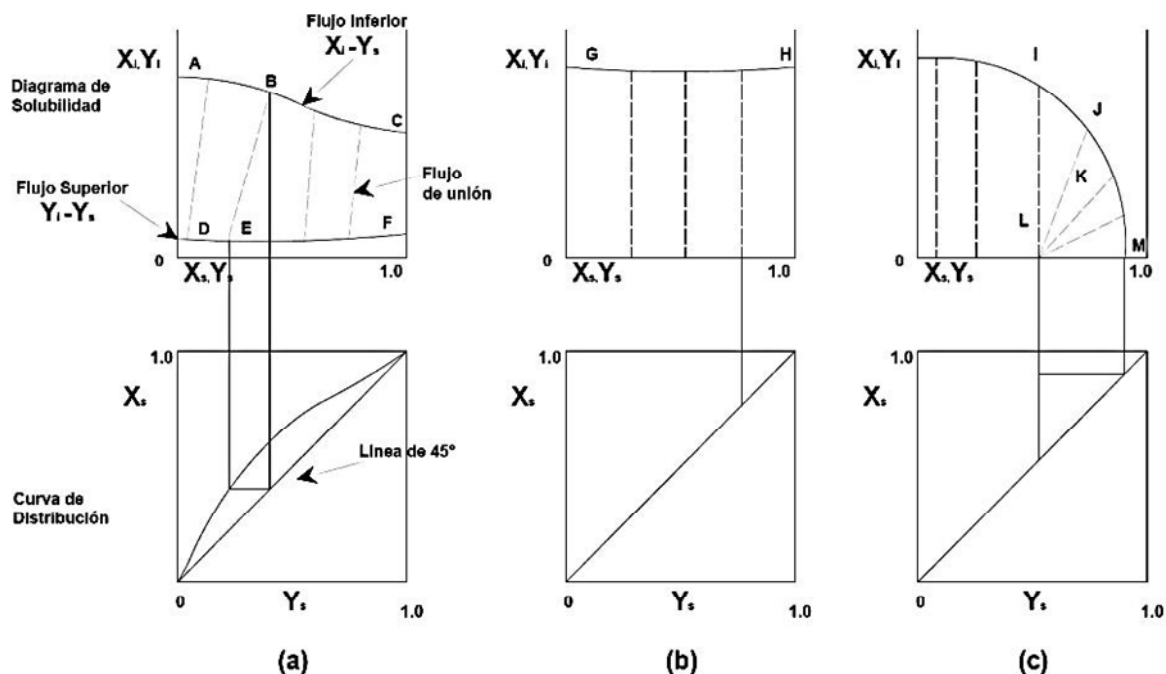 Flujo Inferior
Xᵢ-Yₛ
Xᵢ,Yᵢ
A
B
C
Diagrama de
Solubilidad
Flujo Superior
Yᵢ-Yₛ
D
E
F
Flujo
de unión
0
Xₛ,Yₛ
1.0
(b)
Xᵢ,Yᵢ
G
H
0
Xₛ,Yₛ
1.0
(c)
Xᵢ,Yᵢ
I
J
K
L
M
0
Xₛ,Yₛ
1.0
1.0
Xₛ
Línea de 45°
Curva de
Distribución
0
Yₛ
1.0
(a)
1.0
Xₛ
0
Yₛ
1.0
(b)
1.0
Xₛ
0
Yₛ
1.0
(c)